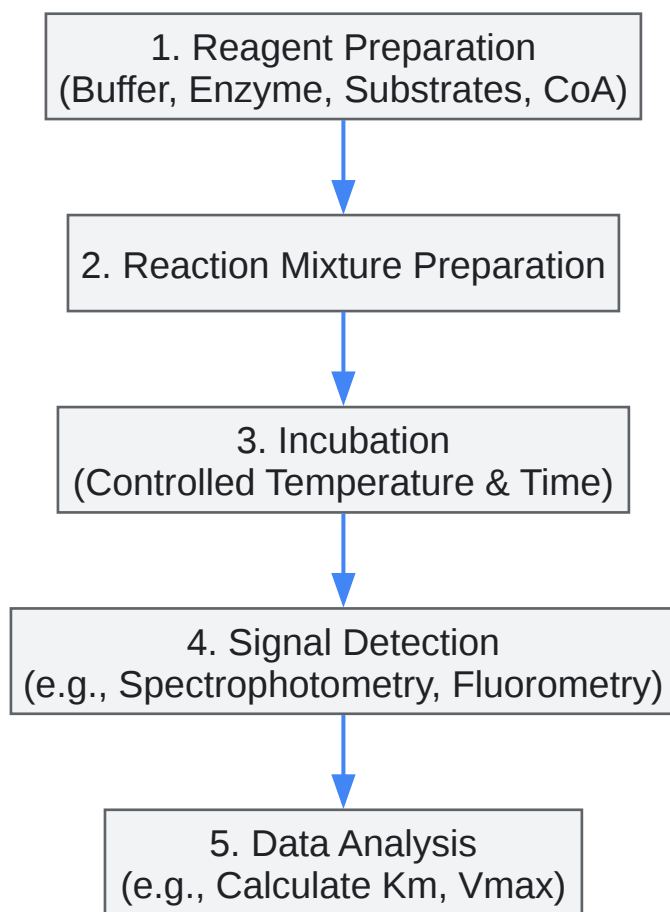 1. Reagent Preparation
(Buffer, Enzyme, Substrates, CoA)
2. Reaction Mixture Preparation
3. Incubation
(Controlled Temperature & Time)
4. Signal Detection
(e.g., Spectrophotometry, Fluorometry)
5. Data Analysis
(e.g., Calculate Km, Vmax)